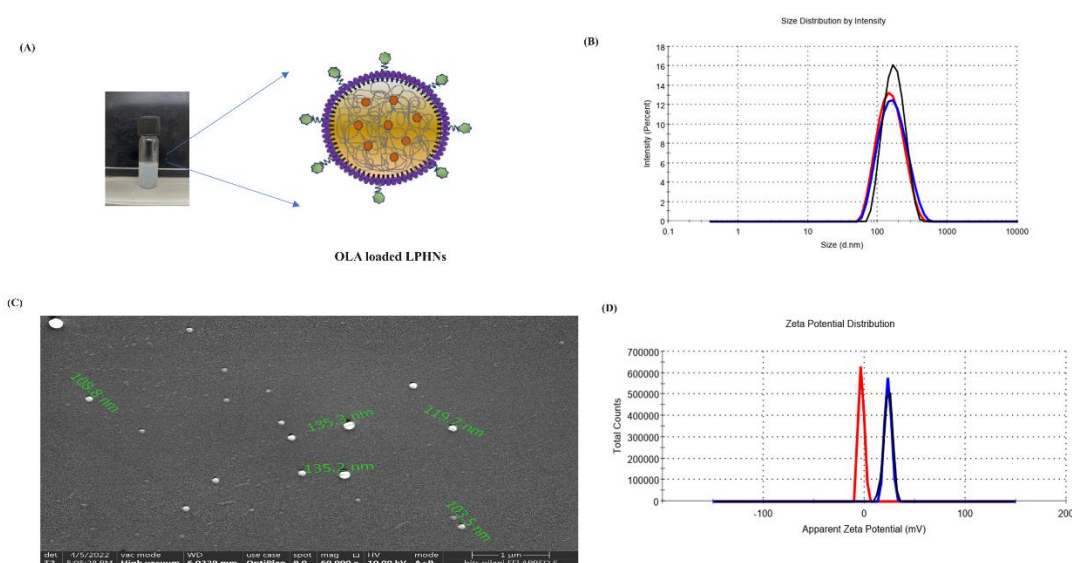 (A)
OLA loaded LPHNs
(B)
Size Distribution by Intensity
Intensity (Percent)
18
16
14
12
10
8
6
4
2
0
0.1 1 10 100 1000 10000
Size (d.nm)
(C)
108.8 nm
135.3 nm
119.7 nm
135.2 nm
103.5 nm
det 4/5/2022 vac mode WD use case spot mag HV mode 1 µm
(D)
Zeta Potential Distribution
Total Counts
700000
600000
500000
400000
300000
200000
100000
0
-100 0 100 200
Apparent Zeta Potential (mV)